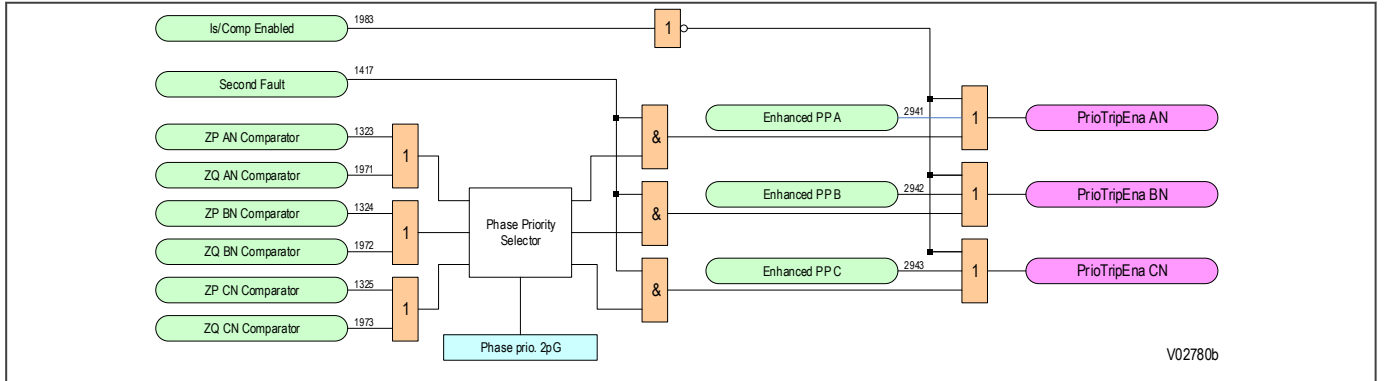 Is/Comp Enabled
1983
1
Second Fault
1417
ZP AN Comparator
1323
1
ZQ AN Comparator
1971
ZP BN Comparator
1324
1
ZQ BN Comparator
1972
ZP CN Comparator
1325
1
ZQ CN Comparator
1973
Phase Priority
Selector
Phase prio. 2pG
&
&
&
Enhanced PPA
2941
1
PrioTripEna AN
Enhanced PPB
2942
1
PrioTripEna BN
Enhanced PPC
2943
1
PrioTripEna CN
V02780b